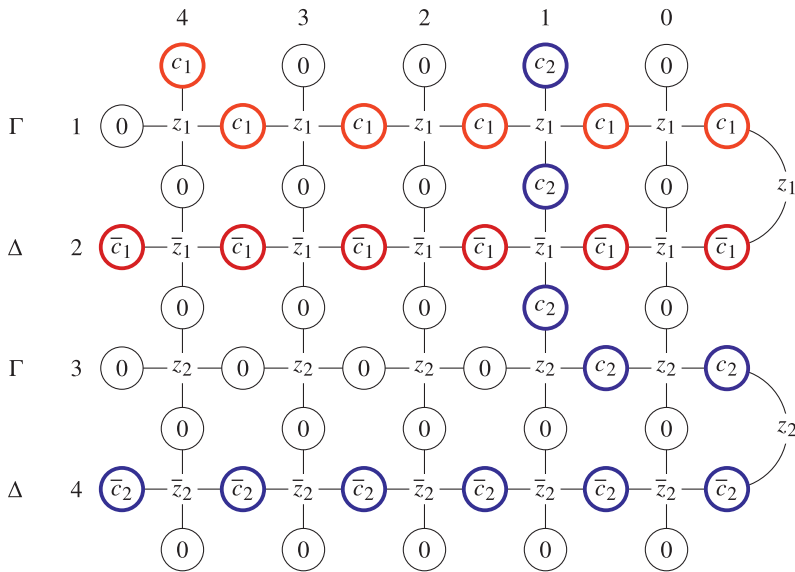 4 3 2 1 0
c₁ 0 0 c₂ 0
Γ 1 0 z₁ c₁ z₁ c₁ z₁ c₁ z₁ c₁ z₁ c₁
0 0 0 c₂ 0 z₁
Δ 2 c̅₁ z̅₁ c̅₁ z̅₁ c̅₁ z̅₁ c̅₁ z̅₁ c̅₁ z̅₁ c̅₁
0 0 0 c₂ 0
Γ 3 0 z₂ 0 z₂ 0 z₂ 0 z₂ c₂ z₂ c₂
0 0 0 0 0 z₂
Δ 4 c̅₂ z̅₂ c̅₂ z̅₂ c̅₂ z̅₂ c̅₂ z̅₂ c̅₂ z̅₂ c̅₂
0 0 0 0 0